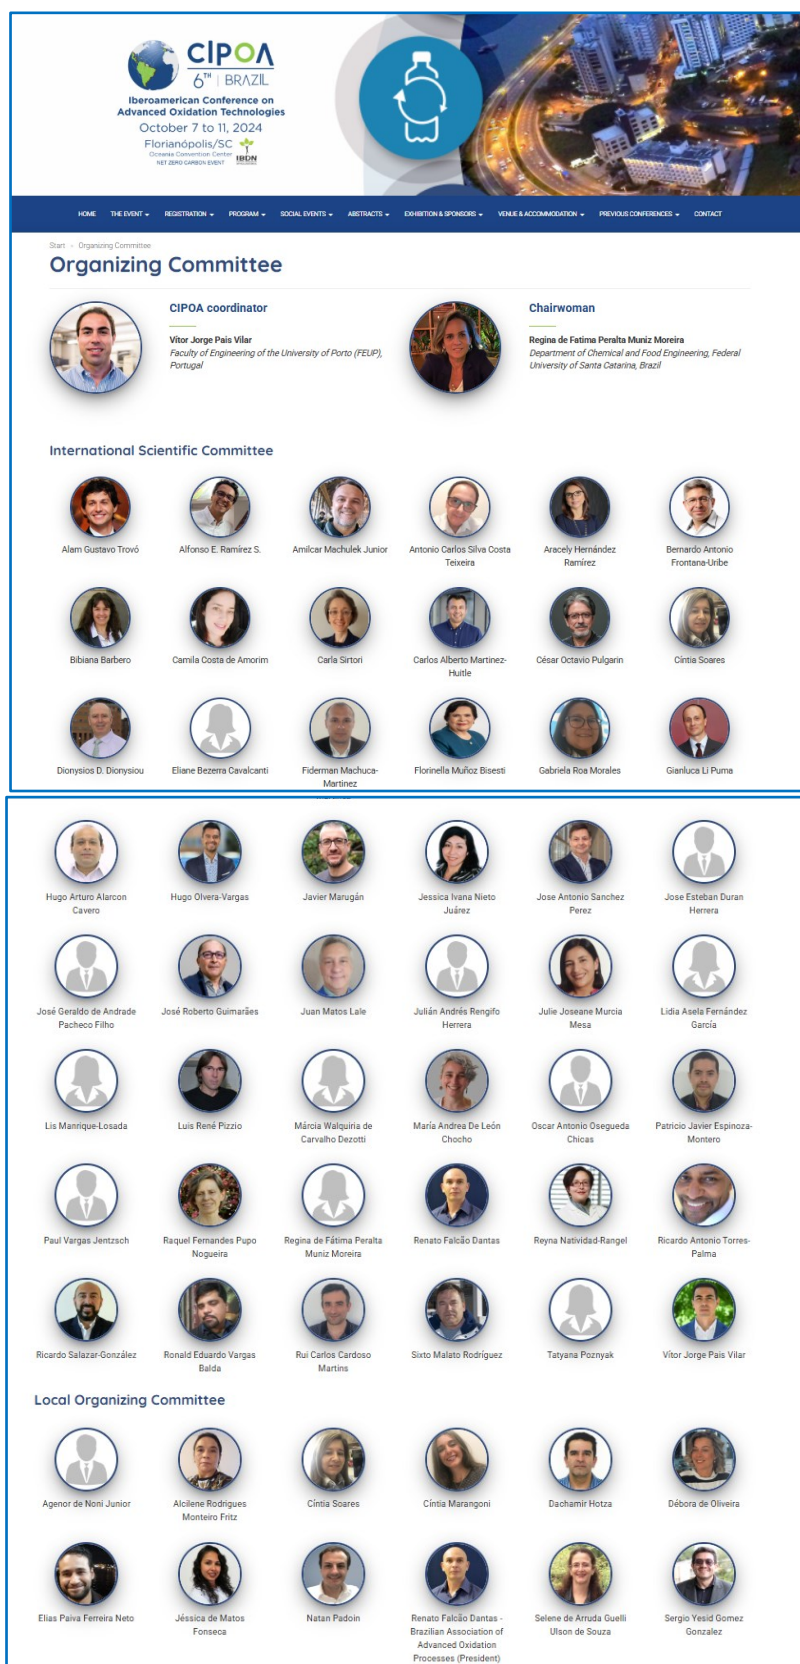 CIPOA
6TH | BRAZIL
Iberoamerican Conference on
Advanced Oxidation Technologies
October 7 to 11, 2024
Florianópolis/SC
Oceania Convention Center
NET ZERO CARBON EVENT
IBDN
HOME THE EVENT REGISTRATION PROGRAM SOCIAL EVENTS ABSTRACTS EXHIBITION & SPONSORS VENUE & ACCOMMODATION PREVIOUS CONFERENCES CONTACT
Start - Organizing Committee
Organizing Committee
CIPOA coordinator
Vítor Jorge Pais Vilar
Faculty of Engineering of the University of Porto (FEUP),
Portugal
Chairwoman
Regina de Fatima Peralta Muniz Moreira
Department of Chemical and Food Engineering, Federal
University of Santa Catarina, Brazil
International Scientific Committee
Alam Gustavo Trovó
Alfonso E. Ramírez S.
Amilcar Machulek Junior
Antonio Carlos Silva Costa
Teixeira
Aracely Hernández
Ramírez
Bernardo Antonio
Frontana-Uribe
Bibiana Barbero
Camila Costa de Amorim
Carla Sirtori
Carlos Alberto Martinez-
Huitle
César Octavio Pulgarin
Cíntia Soares
Dionysios D. Dionysiou
Eliane Bezerra Cavalcanti
Fiderman Machuca-
Martinez
Florinella Muñoz Bisesti
Gabriela Roa Morales
Gianluca Li Puma
Hugo Arturo Alarcon
Cavero
Hugo Olvera-Vargas
Javier Marugán
Jessica Ivana Nieto
Juárez
Jose Antonio Sanchez
Perez
Jose Esteban Duran
Herrera
José Geraldo de Andrade
Pacheco Filho
José Roberto Guimarães
Juan Matos Lale
Julián Andrés Rengifo
Herrera
Julie Joseane Murcia
Mesa
Lidia Asela Fernández
García
Lis Manrique-Losada
Luis René Pizzio
Márcia Walquiria de
Carvalho Dezotti
María Andrea De León
Chocho
Oscar Antonio Osegueda
Chicas
Patricio Javier Espinoza-
Montero
Paul Vargas Jentzsch
Raquel Fernandes Pupo
Nogueira
Regina de Fátima Peralta
Muniz Moreira
Renato Falcão Dantas
Reyna Natividad-Rangel
Ricardo Antonio Torres-
Palma
Ricardo Salazar-González
Ronald Eduardo Vargas
Balda
Rui Carlos Cardoso
Martins
Sixto Malato Rodríguez
Tatyana Poznyak
Vítor Jorge Pais Vilar
Local Organizing Committee
Agenor de Noni Junior
Alcilene Rodrigues
Monteiro Fritz
Cíntia Soares
Cíntia Marangoni
Dachamir Hotza
Débora de Oliveira
Elias Paiva Ferreira Neto
Jéssica de Matos
Fonseca
Natan Padoin
Renato Falcão Dantas -
Brazilian Association of
Advanced Oxidation
Processes (President)
Selene de Arruda Guelli
Ulson de Souza
Sergio Yesid Gomez
Gonzalez